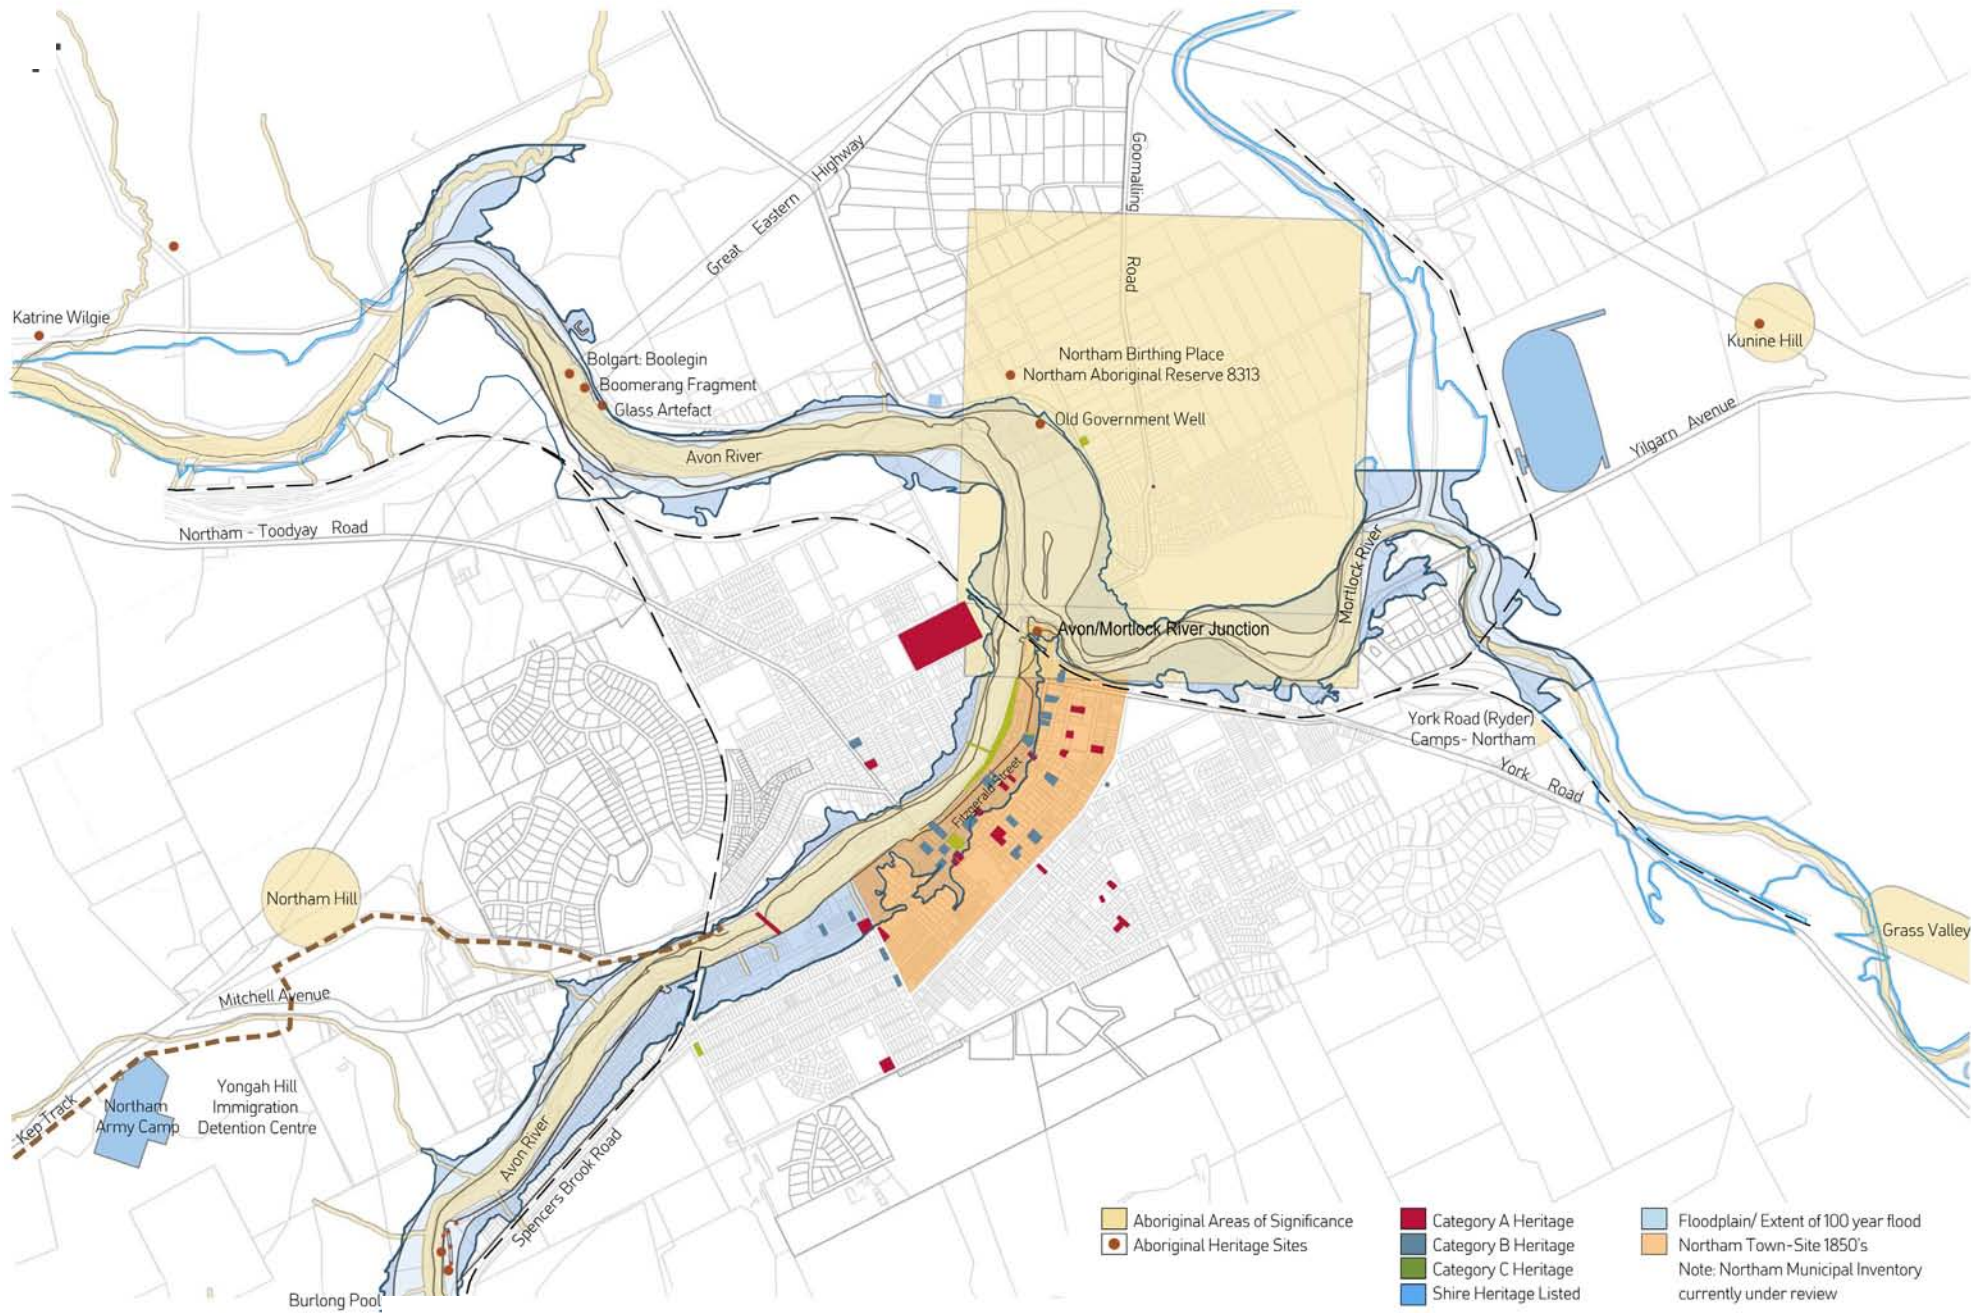 Goomalling
Great Eastern Highway
Road
Katrine Wilgie
Kunine Hill
Northam Birthing Place
Northam Aboriginal Reserve 8313
Bolgart: Boolegin
Boomerang Fragment
Glass Artefact
Old Government Well
Yilgarn Avenue
Avon River
Northam - Toodyay Road
Mortlock River
Avon/Mortlock River Junction
York Road (Ryder)
Camps- Northam
York Road
Fitzgerald Street
Northam Hill
Grass Valley
Mitchell Avenue
Kep Track
Northam
Army Camp
Yongah Hill
Immigration
Detention Centre
Avon River
Spencers Brook Road
Burlong Pool
Aboriginal Areas of Significance
Aboriginal Heritage Sites
Category A Heritage
Category B Heritage
Category C Heritage
Shire Heritage Listed
Floodplain/ Extent of 100 year flood
Northam Town-Site 1850's
Note: Northam Municipal Inventory
currently under review